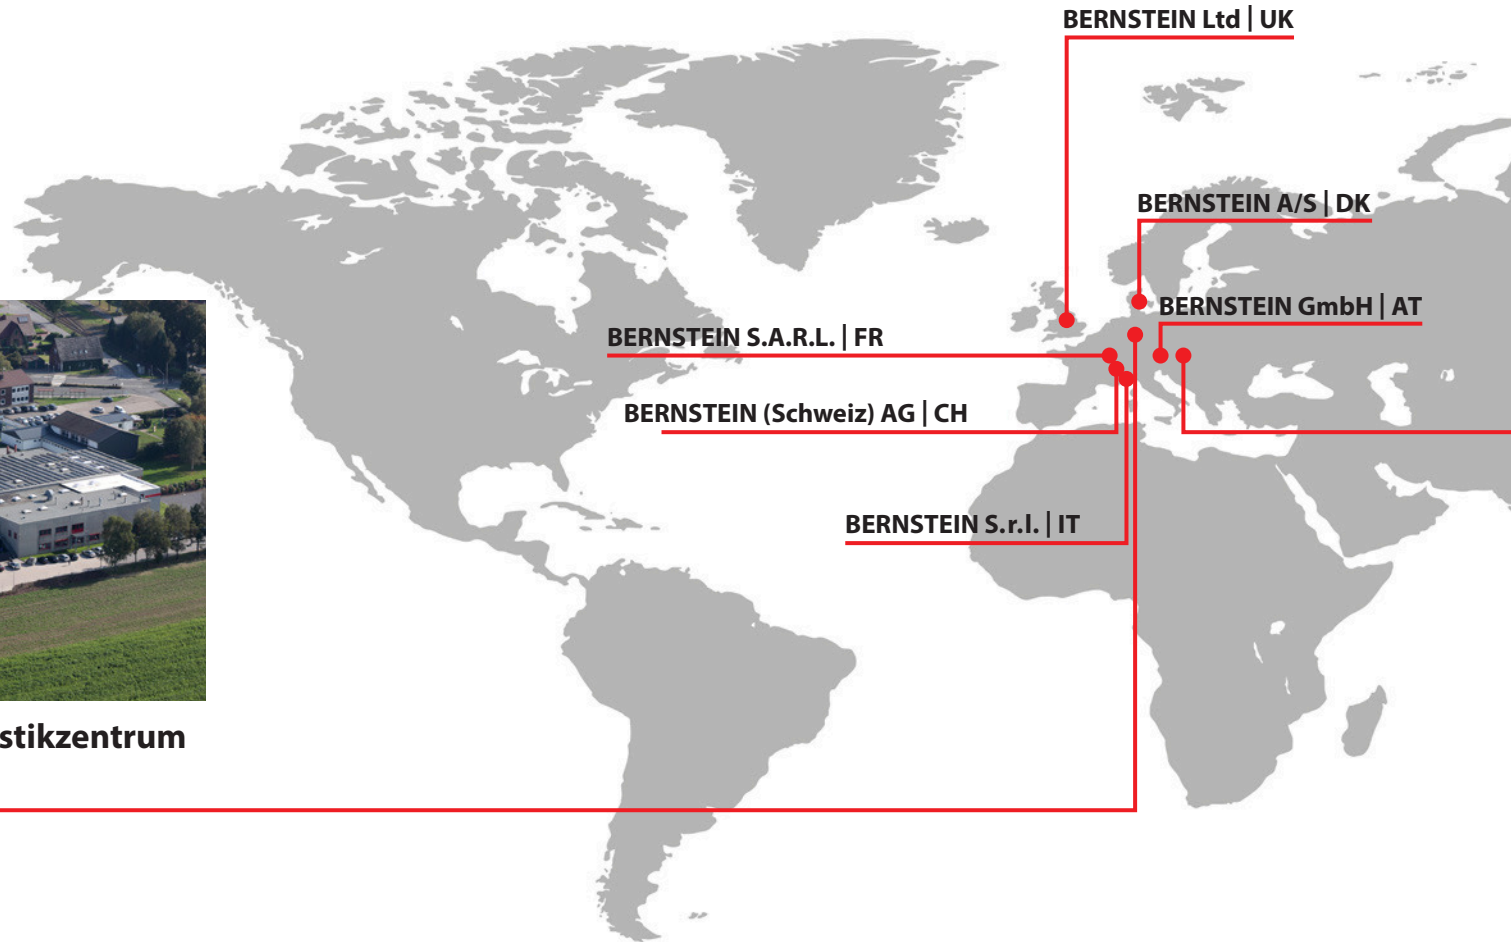 BERNSTEIN Ltd | UK
BERNSTEIN A/S | DK
BERNSTEIN GmbH | AT
BERNSTEIN S.A.R.L. | FR
BERNSTEIN (Schweiz) AG | CH
BERNSTEIN S.r.l. | IT
stikzentrum